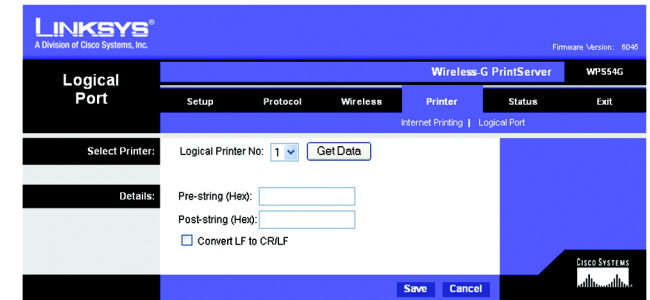 LINKSYS®
A Division of Cisco Systems, Inc.
Firmware Version: 6046
Logical Port
Wireless-G PrintServer WPS54G
Setup Protocol Wireless Printer Status Exit
Internet Printing | Logical Port
Select Printer: Logical Printer No: 1 Get Data
Details: Pre-string (Hex):
Post-string (Hex):
Convert LF to CR/LF
CISCO SYSTEMS
Save Cancel